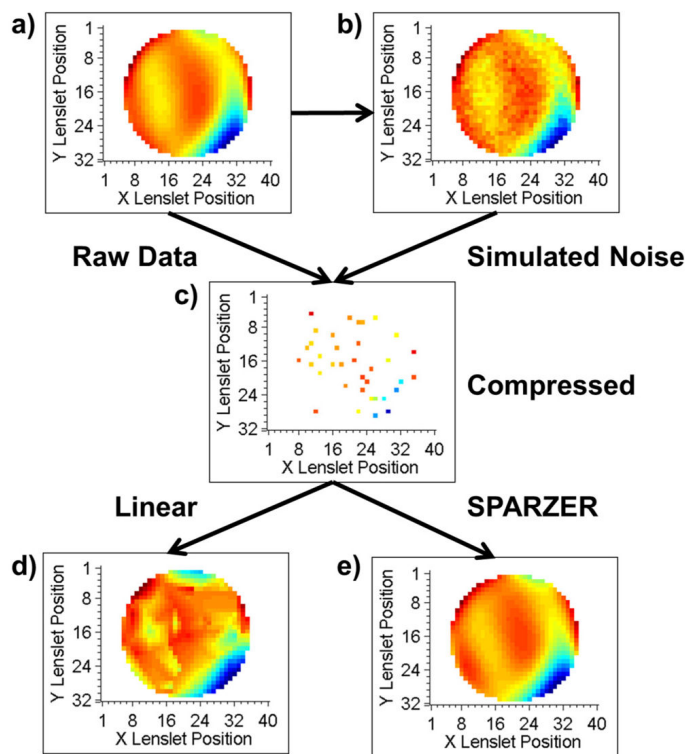 a)
Y Lenslet Position
1
8
16
24
32
1 8 16 24 32 40
X Lenslet Position
b)
Y Lenslet Position
1
8
16
24
32
1 8 16 24 32 40
X Lenslet Position
Raw Data
Simulated Noise
c)
Y Lenslet Position
1
8
16
24
32
1 8 16 24 32 40
X Lenslet Position
Compressed
Linear
SPARZER
d)
Y Lenslet Position
1
8
16
24
32
1 8 16 24 32 40
X Lenslet Position
e)
Y Lenslet Position
1
8
16
24
32
1 8 16 24 32 40
X Lenslet Position